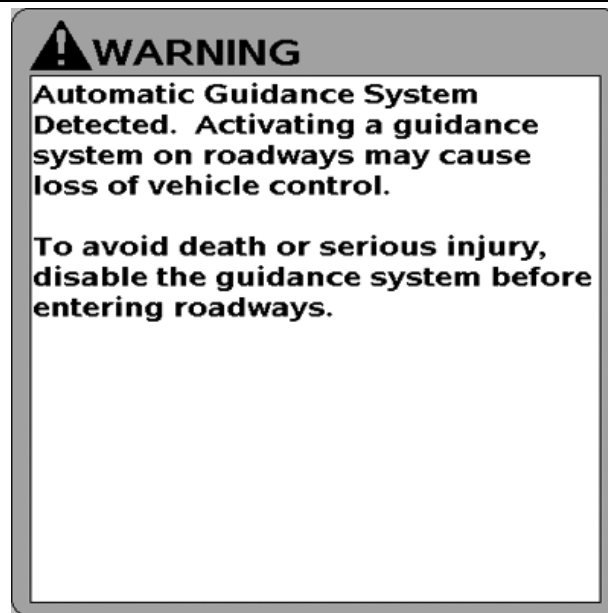 WARNING
Automatic Guidance System
Detected. Activating a guidance
system on roadways may cause
loss of vehicle control.
To avoid death or serious injury,
disable the guidance system before
entering roadways.